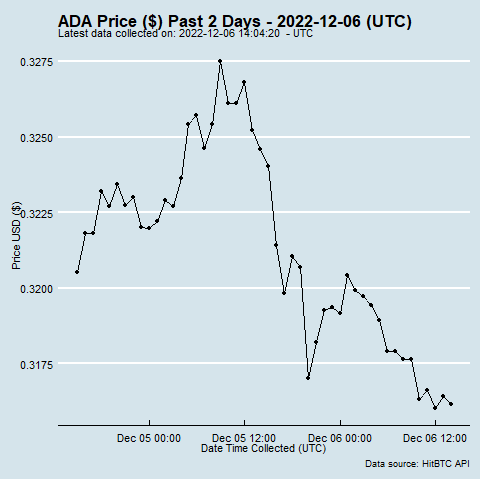 ADA Price ($) Past 2 Days - 2022-12-06 (UTC)
Latest data collected on: 2022-12-06 14:04:20  - UTC
Price USD ($)
0.3275
0.3250
0.3225
0.3200
0.3175
Dec 05 00:00
Dec 05 12:00
Dec 06 00:00
Dec 06 12:00
Date Time Collected (UTC)
Data source: HitBTC API